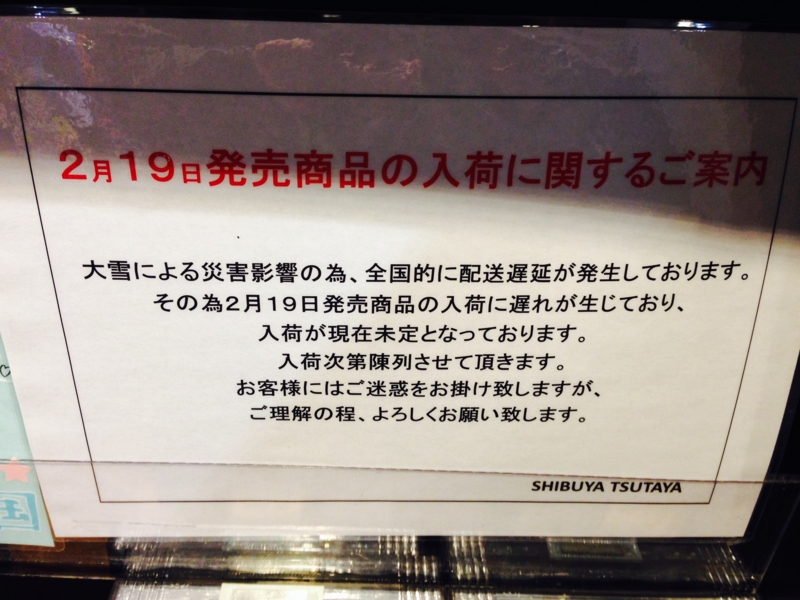 2月19日発売商品の入荷に関するご案内
大雪による災害影響の為、全国的に配送遅延が発生しております。
その為2月19日発売商品の入荷に遅れが生じており、
入荷が現在未定となっております。
入荷次第陳列させて頂きます。
お客様にはご迷惑をお掛け致しますが、
ご理解の程、よろしくお願い致します。
SHIBUYA TSUTAYA